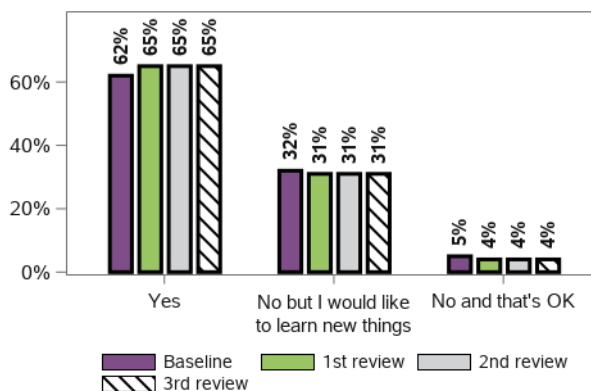 62% 65% 65% 65%
60%
32% 31% 31% 31%
40%
20%
5% 4% 4% 4%
0%
Yes
No but I would like
to learn new things
No and that's OK
Baseline 1st review 2nd review
3rd review